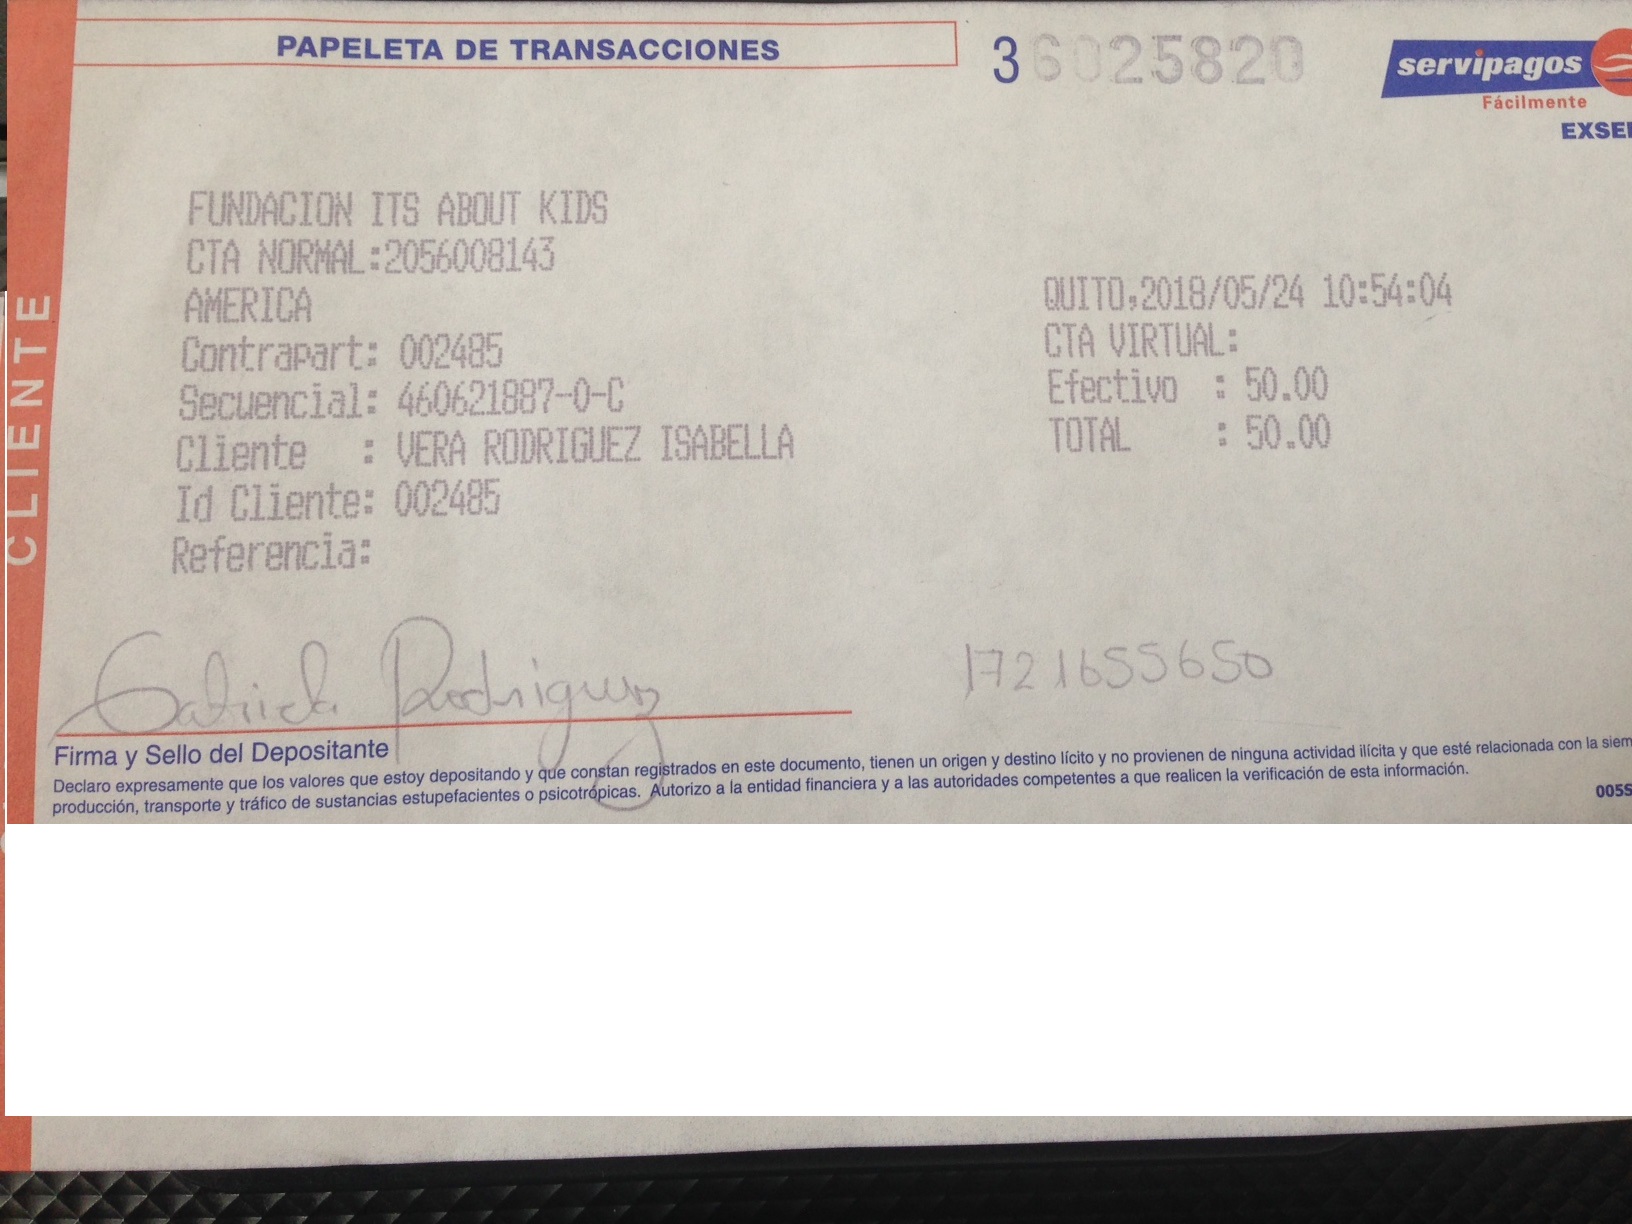 PAPELETA DE TRANSACCIONES
36025820
servipagos
Fácilmente
FUNDACION ITS ABOUT KIDS
CTA NORMAL:2056008143
AMERICA
Contrapart: 002485
Secuencial: 460621887-0-C
Cliente : VERA RODRIGUEZ ISABELLA
Id Cliente: 002485
Referencia:
QUITO,2018/05/24 10:54:04
CTA VIRTUAL:
Efectivo : 50.00
TOTAL : 50.00
CLIENTE
Gabriela Rodriguez
1721655650
Firma y Sello del Depositante
Declaro expresamente que los valores que estoy depositando y que constan registrados en este documento, tienen un origen y destino lícito y no provienen de ninguna actividad ilícita y que esté relacionada con la
producción, transporte y tráfico de sustancias estupefacientes o psicotrópicas. Autorizo a la entidad financiera y a las autoridades competentes a que realicen la verificación de esta información.